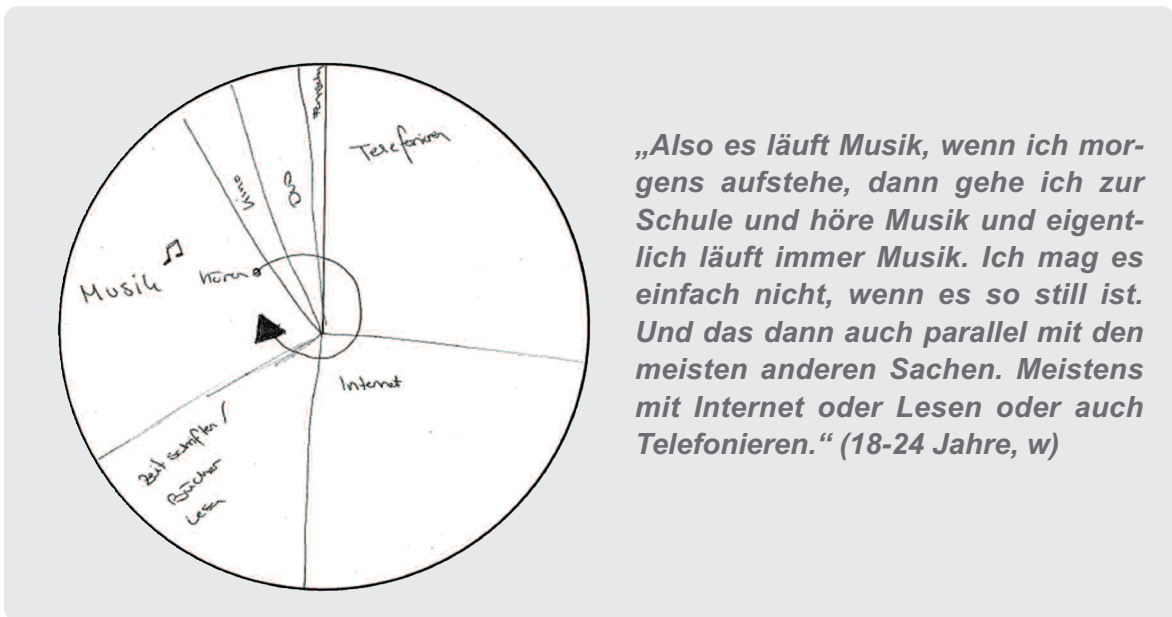 Fernsehn
Telefonieren
DVD
Kino
Musik
hören
Internet
Zeitschriften /
Bücher
Lesen
„Also es läuft Musik, wenn ich mor-
gens aufstehe, dann gehe ich zur
Schule und höre Musik und eigent-
lich läuft immer Musik. Ich mag es
einfach nicht, wenn es so still ist.
Und das dann auch parallel mit den
meisten anderen Sachen. Meistens
mit Internet oder Lesen oder auch
Telefonieren.“ (18-24 Jahre, w)